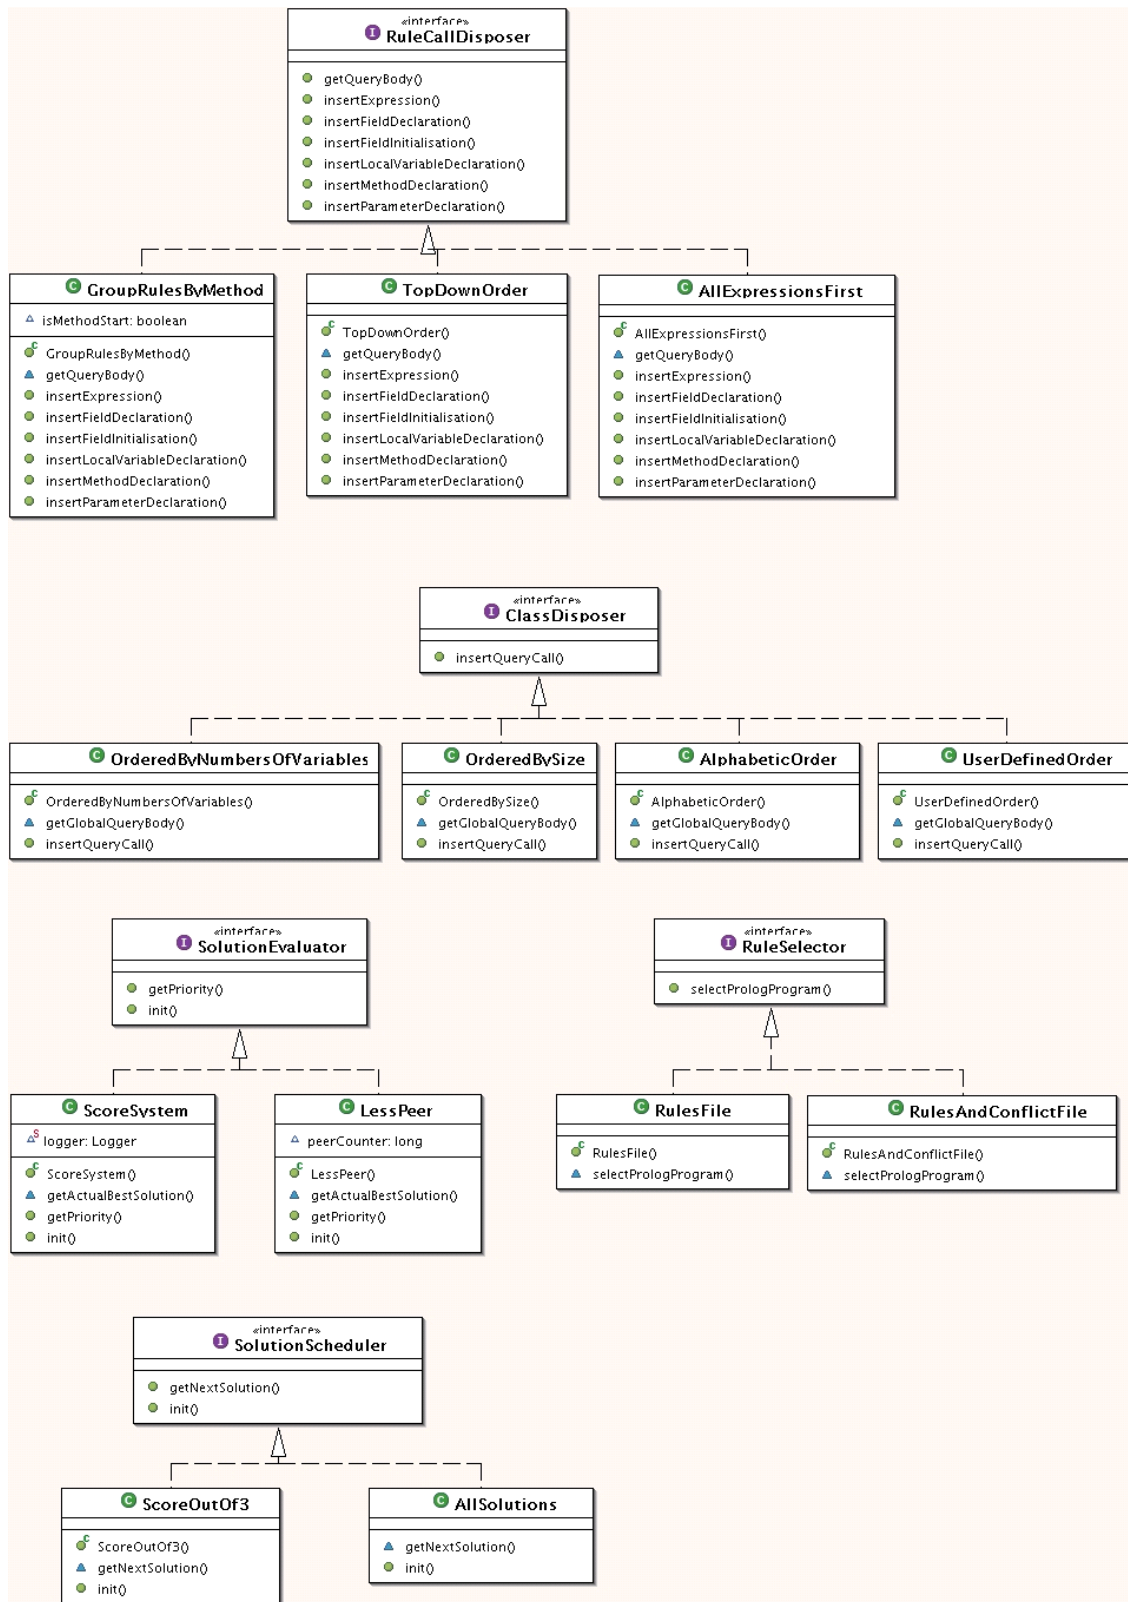 «interface»
I RuleCallDisposer
getQueryBody()
insertExpression()
insertFieldDeclaration()
insertFieldInitialisation()
insertLocalVariableDeclaration()
insertMethodDeclaration()
insertParameterDeclaration()
C GroupRulesByMethod
isMethodStart: boolean
C GroupRulesByMethod()
getQueryBody()
insertExpression()
insertFieldDeclaration()
insertFieldInitialisation()
insertLocalVariableDeclaration()
insertMethodDeclaration()
insertParameterDeclaration()
C TopDownOrder
C TopDownOrder()
getQueryBody()
insertExpression()
insertFieldDeclaration()
insertFieldInitialisation()
insertLocalVariableDeclaration()
insertMethodDeclaration()
insertParameterDeclaration()
C AllExpressionsFirst
C AllExpressionsFirst()
getQueryBody()
insertExpression()
insertFieldDeclaration()
insertFieldInitialisation()
insertLocalVariableDeclaration()
insertMethodDeclaration()
insertParameterDeclaration()
«interface»
I ClassDisposer
insertQueryCall()
C OrderedByNumbersOfVariables
C OrderedByNumbersOfVariables()
getGlobalQueryBody()
insertQueryCall()
C OrderedBySize
C OrderedBySize()
getGlobalQueryBody()
insertQueryCall()
C AlphabeticOrder
C AlphabeticOrder()
getGlobalQueryBody()
insertQueryCall()
C UserDefinedOrder
C UserDefinedOrder()
getGlobalQueryBody()
insertQueryCall()
«interface»
I SolutionEvaluator
getPriority()
init()
«interface»
I RuleSelector
selectPrologProgram()
C ScoreSystem
S logger: Logger
C ScoreSystem()
getActualBestSolution()
getPriority()
init()
C LessPeer
peerCounter: long
C LessPeer()
getActualBestSolution()
getPriority()
init()
C RulesFile
C RulesFile()
selectPrologProgram()
C RulesAndConflictFile
C RulesAndConflictFile()
selectPrologProgram()
«interface»
I SolutionScheduler
getNextSolution()
init()
C ScoreOutOf3
C ScoreOutOf3()
getNextSolution()
init()
C AllSolutions
getNextSolution()
init()